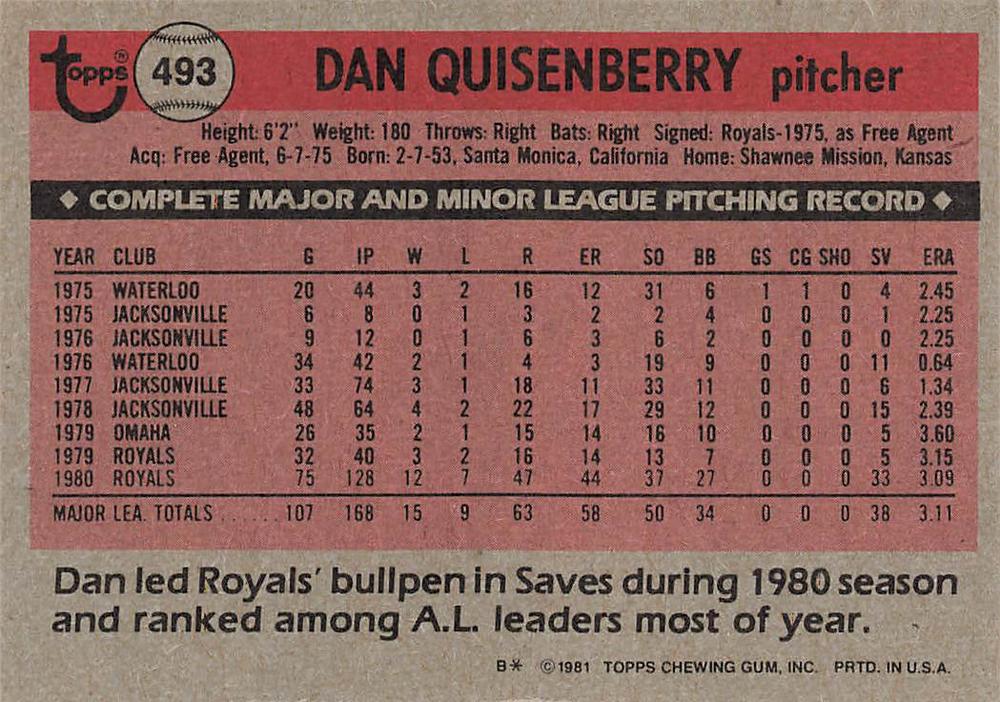 Topps® 493 DAN QUISENBERRY pitcher
Height: 6'2" Weight: 180 Throws: Right Bats: Right Signed: Royals-1975, as Free Agent
Acq: Free Agent, 6-7-75 Born: 2-7-53, Santa Monica, California Home: Shawnee Mission, Kansas
◆ COMPLETE MAJOR AND MINOR LEAGUE PITCHING RECORD ◆
YEAR CLUB G IP W L R ER SO BB GS CG SHO SV ERA
1975 WATERLOO 20 44 3 2 16 12 31 6 1 1 0 4 2.45
1975 JACKSONVILLE 6 8 0 1 3 2 2 4 0 0 0 1 2.25
1976 JACKSONVILLE 9 12 0 1 6 3 6 2 0 0 0 0 2.25
1976 WATERLOO 34 42 2 1 4 3 19 9 0 0 0 11 0.64
1977 JACKSONVILLE 33 74 3 1 18 11 33 11 0 0 0 6 1.34
1978 JACKSONVILLE 48 64 4 2 22 17 29 12 0 0 0 15 2.39
1979 OMAHA 26 35 2 1 15 14 16 10 0 0 0 5 3.60
1979 ROYALS 32 40 3 2 16 14 13 7 0 0 0 5 3.15
1980 ROYALS 75 128 12 7 47 44 37 27 0 0 0 33 3.09
MAJOR LEA. TOTALS ...... 107 168 15 9 63 58 50 34 0 0 0 38 3.11
Dan led Royals' bullpen in Saves during 1980 season
and ranked among A.L. leaders most of year.
B* ©1981 TOPPS CHEWING GUM, INC. PRTD. IN U.S.A.